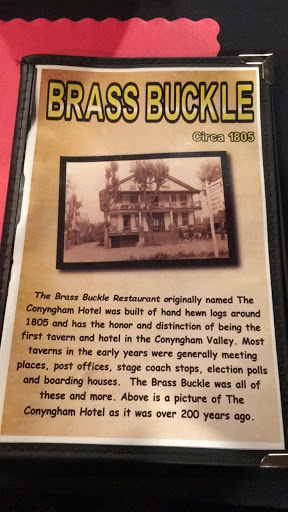 BRASS BUCKLE
Circa 1805
The Brass Buckle Restaurant originally named The
Conyngham Hotel was built of hand hewn logs around
1805 and has the honor and distinction of being the
first tavern and hotel in the Conyngham Valley. Most
taverns in the early years were generally meeting
places, post offices, stage coach stops, election polls
and boarding houses. The Brass Buckle was all of
these and more. Above is a picture of The
Conyngham Hotel as it was over 200 years ago.